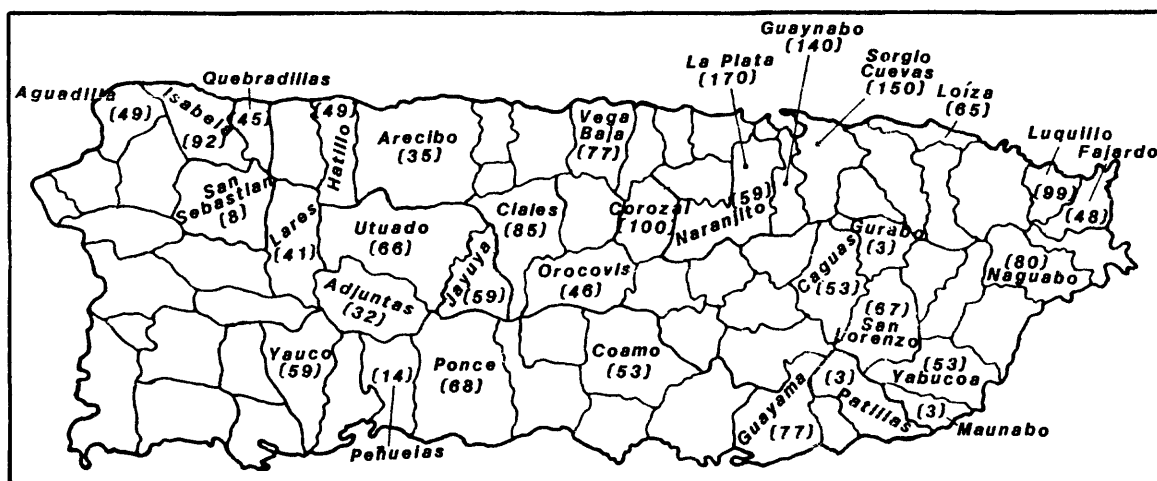 Guaynabo
(140)
La Plata
(170)
Sorgio
Cuevas
(150)
Loíza
(65)
Quebradillas
(45)
Aguadilla
(49)
Isabela
(92)
(49)
Hatillo
Arecibo
(35)
Vega
Baja
(77)
Luquillo
(99)
Fajardo
(48)
San
Sebastian
(8)
Lares
(41)
Utuado
(66)
Ciales
(85)
Corozal
(100)
(59)
Naranjito
Gurabo
(3)
Caguas
(53)
(80)
Naguabo
Jayuya
(59)
Orocovis
(46)
Adjuntas
(32)
(67)
San
Lorenzo
Yauco
(59)
(14)
Penuelas
Ponce
(68)
Coamo
(53)
(53)
Yabucoa
Guayama
(77)
(3)
Patillas
(3)
Maunabo